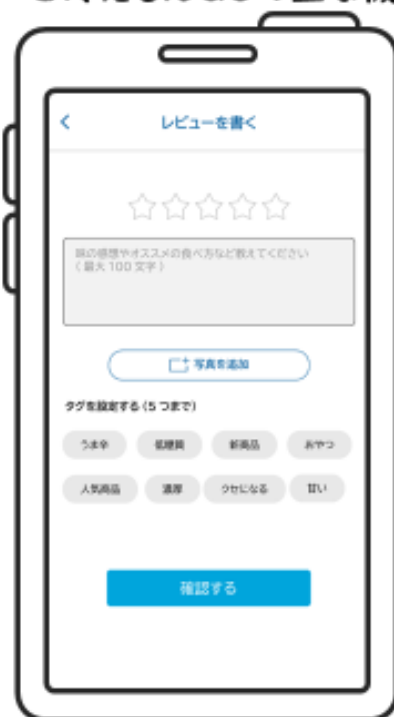 レビューを書く
味の感想やオススメの食べ方など教えてください
(最大 100 文字)
写真を追加
タグを設定する (5 つまで)
うま辛 低糖質 新商品 おやつ
人気商品 濃厚 クセになる 甘い
確認する